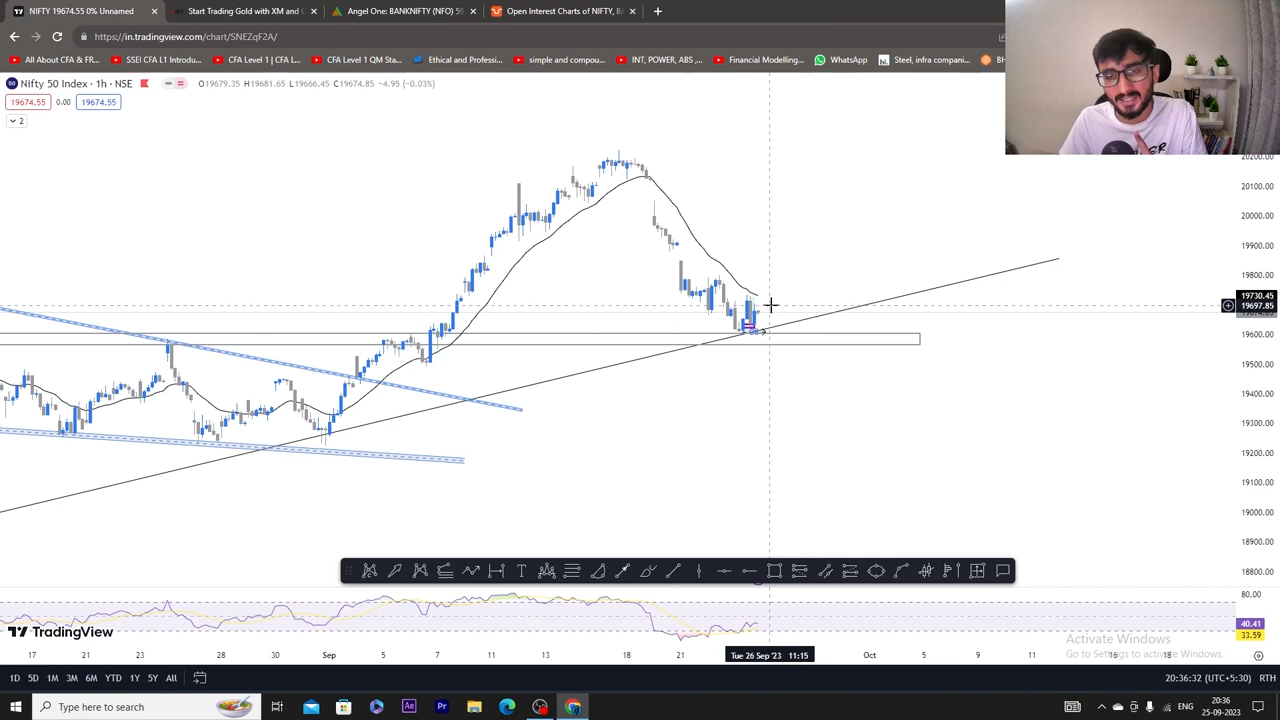 NIFTY 19674.55 0% Unnamed
Start Trading Gold with XM and G
Angel One: BANKNIFTY (NFO) 59
Open Interest Charts of NIFTY, B
https://in.tradingview.com/chart/SNEZqF2A/
All About CFA & FR...
SSEI CFA L1 Introdu...
CFA Level 1 | CFA L...
CFA Level 1 QM Sta...
Ethical and Professi...
simple and compou...
INT, POWER, ABS ,...
Financial Modelling...
WhatsApp
Steel, infra compani...
Nifty 50 Index · 1h · NSE
O19679.35 H19681.65 L19666.45 C19674.85 -4.95 (-0.03%)
19674.55 0.00 19674.55
2
20200.00
20100.00
20000.00
19900.00
19800.00
19730.45
19697.85
19600.00
19500.00
19400.00
19300.00
19200.00
19100.00
19000.00
18900.00
18800.00
80.00
40.41
33.59
TradingView
Activate Windows
Go to Settings to activate Windows.
17 21 23 28 30 Sep 5 7 11 13 18 21 Tue 26 Sep '23 11:15 Oct 5 9 11 13 18
1D 5D 1M 3M 6M YTD 1Y 5Y All
20:36:32 (UTC+5:30) RTH
Type here to search
ENG
20:36
25-09-2023